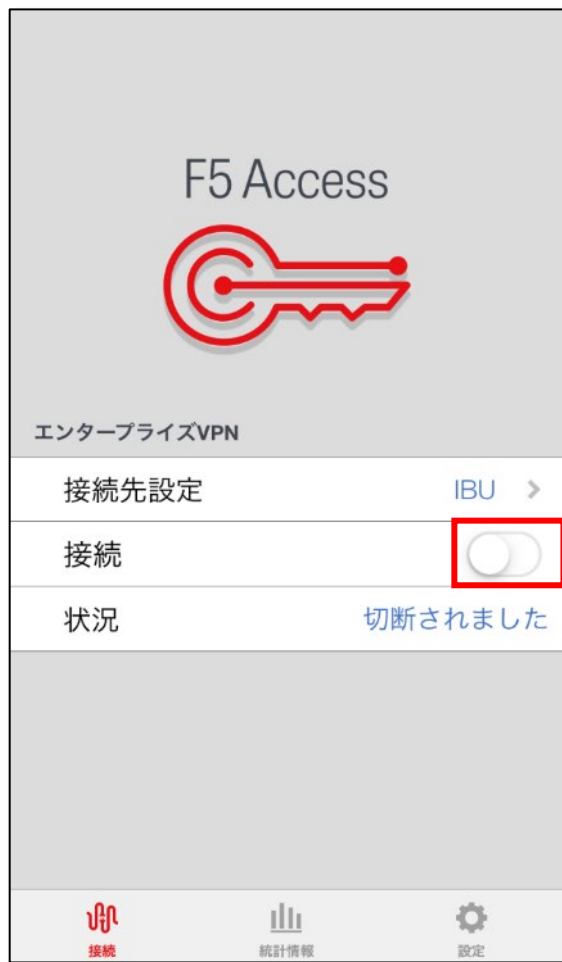 F5 Access
エンタープライズVPN
接続先設定 IBU
接続
状況 切断されました
接続 統計情報 設定